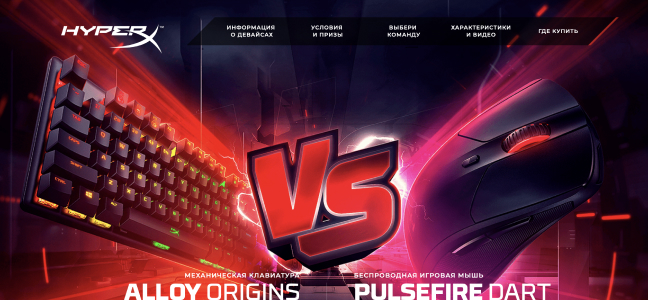 HYPERX
ИНФОРМАЦИЯ
О ДЕВАЙСАХ
УСЛОВИЯ
И ПРИЗЫ
ВЫБЕРИ
КОМАНДУ
ХАРАКТЕРИСТИКИ
И ВИДЕО
ГДЕ КУПИТЬ
VS
МЕХАНИЧЕСКАЯ КЛАВИАТУРА
ALLOY ORIGINS
БЕСПРОВОДНАЯ ИГРОВАЯ МЫШЬ
PULSEFIRE DART